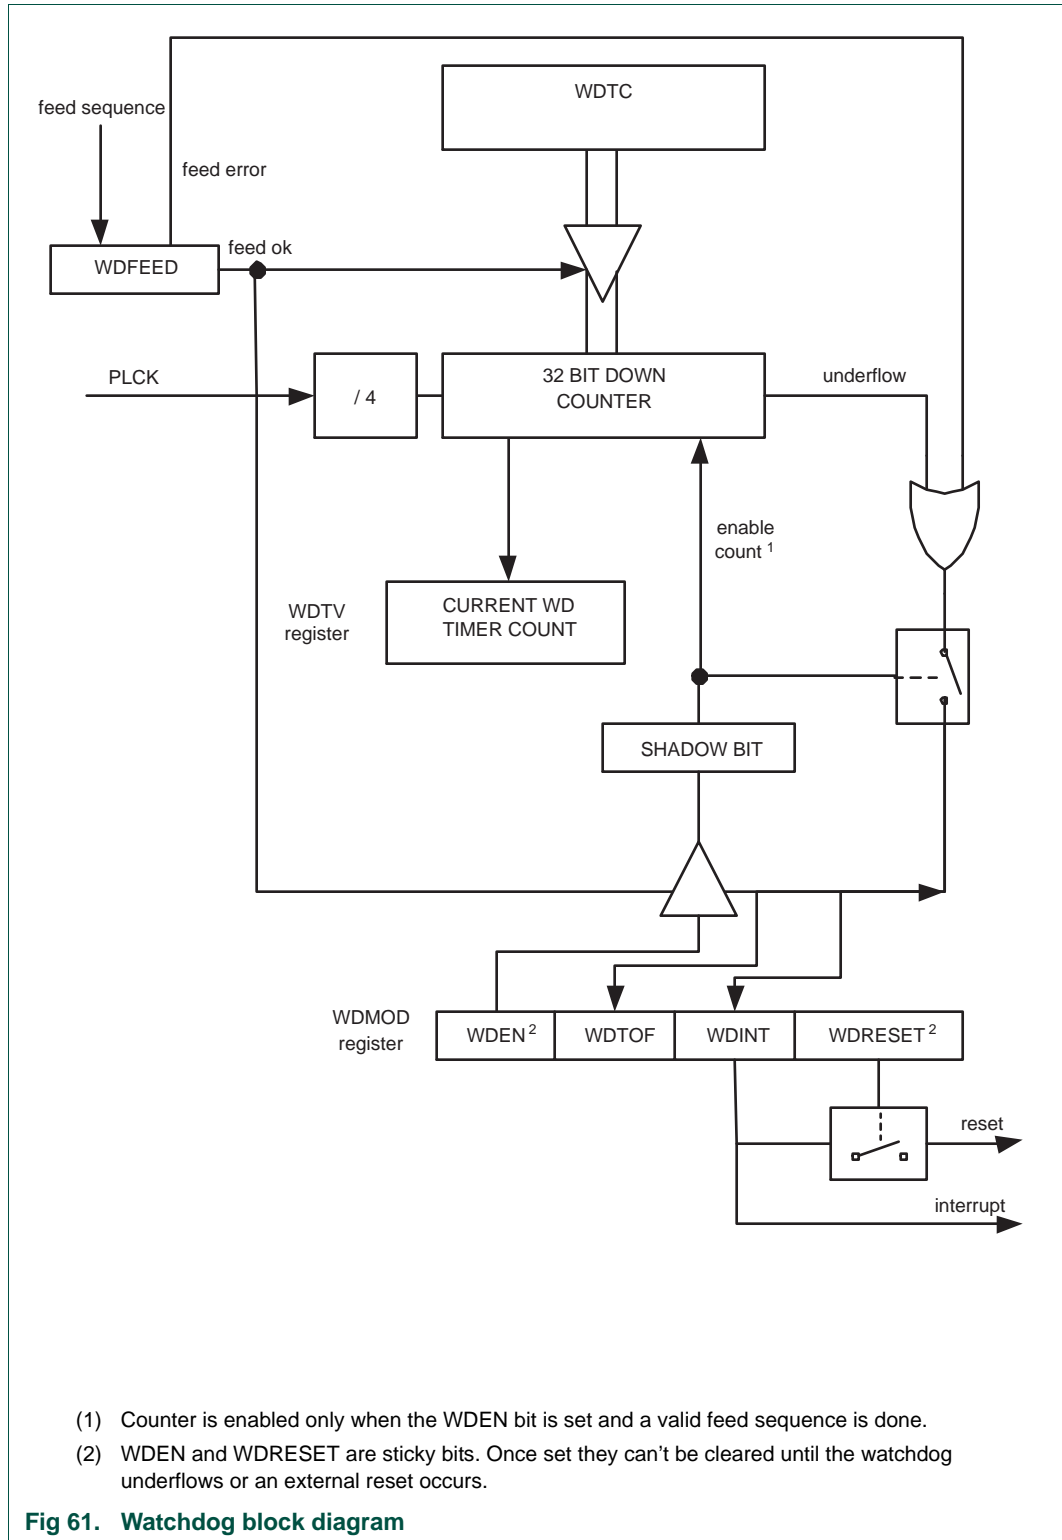 WDTC
feed sequence
feed error
feed ok
WDFEED
PLCK
/ 4
32 BIT DOWN
COUNTER
underflow
enable
count 1
WDTV
register
CURRENT WD
TIMER COUNT
SHADOW BIT
WDMOD
register
WDEN 2
WDTOF
WDINT
WDRESET 2
reset
interrupt
(1) Counter is enabled only when the WDEN bit is set and a valid feed sequence is done.
(2) WDEN and WDRESET are sticky bits. Once set they can't be cleared until the watchdog
underflows or an external reset occurs.
Fig 61. Watchdog block diagram